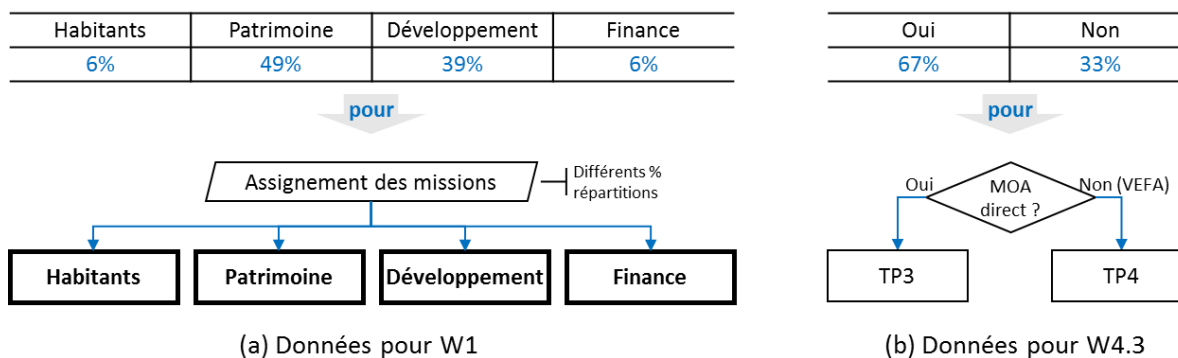 Habitants Patrimoine Développement Finance
6% 49% 39% 6%
pour
Assignement des missions
Différents %
répartitions
Habitants Patrimoine Développement Finance
(a) Données pour W1
Oui Non
67% 33%
pour
Oui MOA Non (VEFA)
direct ?
TP3 TP4
(b) Données pour W4.3